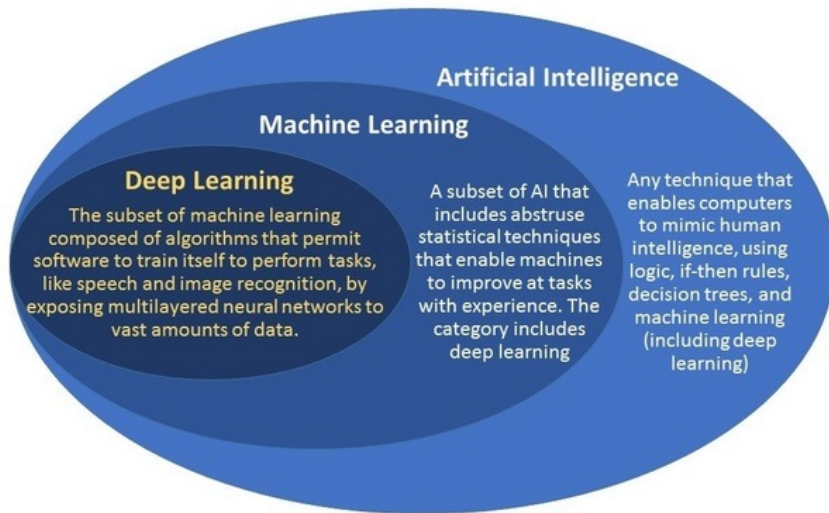 Artificial Intelligence
Machine Learning
Deep Learning
The subset of machine learning
composed of algorithms that permit
software to train itself to perform tasks,
like speech and image recognition, by
exposing multilayered neural networks to
vast amounts of data.
A subset of AI that
includes abstruse
statistical techniques
that enable machines
to improve at tasks
with experience. The
category includes
deep learning
Any technique that
enables computers
to mimic human
intelligence, using
logic, if-then rules,
decision trees, and
machine learning
(including deep
learning)